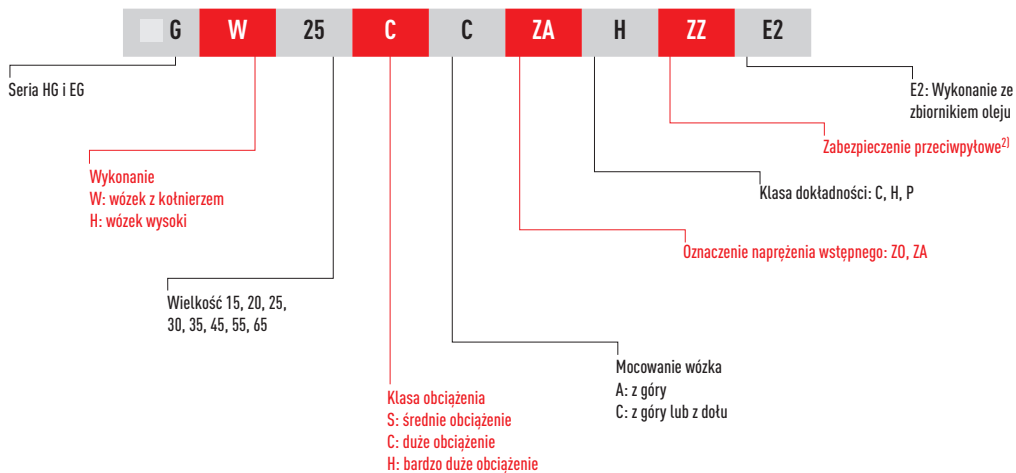 G W 25 C C ZA H ZZ E2
Seria HG i EG
E2: Wykonanie ze
zbiornikiem oleju
Zabezpieczenie przeciwpyłowe2)
Wykonanie
W: wózek z kołnierzem
H: wózek wysoki
Klasa dokładności: C, H, P
Oznaczenie naprężenia wstępnego: ZO, ZA
Wielkość 15, 20, 25,
30, 35, 45, 55, 65
Mocowanie wózka
A: z góry
C: z góry lub z dołu
Klasa obciążenia
S: średnie obciążenie
C: duże obciążenie
H: bardzo duże obciążenie